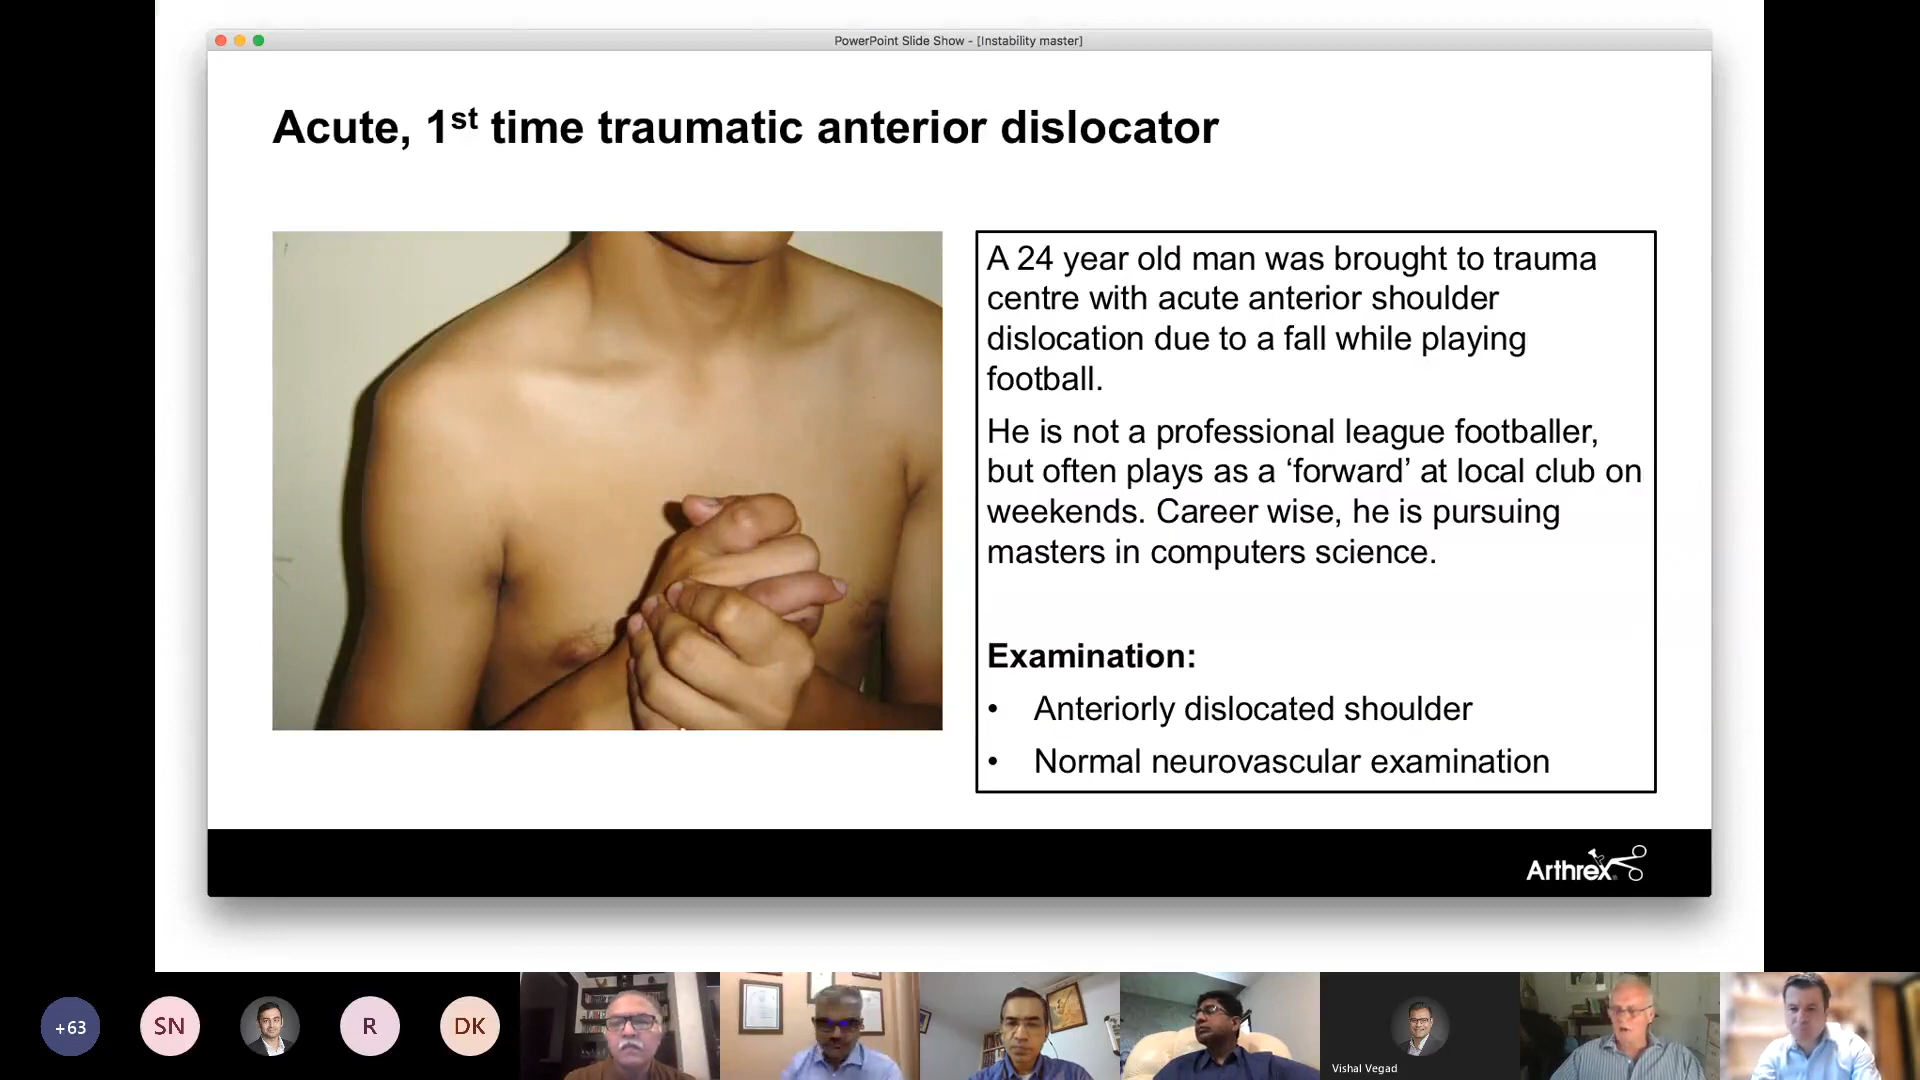 PowerPoint Slide Show - [Instability master]
Acute, 1st time traumatic anterior dislocator
A 24 year old man was brought to trauma
centre with acute anterior shoulder
dislocation due to a fall while playing
football.
He is not a professional league footballer,
but often plays as a ‘forward’ at local club on
weekends. Career wise, he is pursuing
masters in computers science.
Examination:
• Anteriorly dislocated shoulder
• Normal neurovascular examination
Arthrex
+63
SN
R
DK
Vishal Vegad